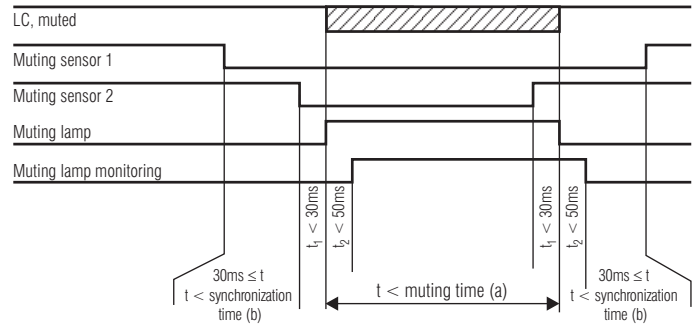 LC, muted
Muting sensor 1
Muting sensor 2
Muting lamp
Muting lamp monitoring
t₁ < 30ms
t₂ < 50ms
t₁ < 30ms
t₂ < 50ms
30ms ≤ t
t < synchronization
time (b)
t < muting time (a)
30ms ≤ t
t < synchronization
time (b)